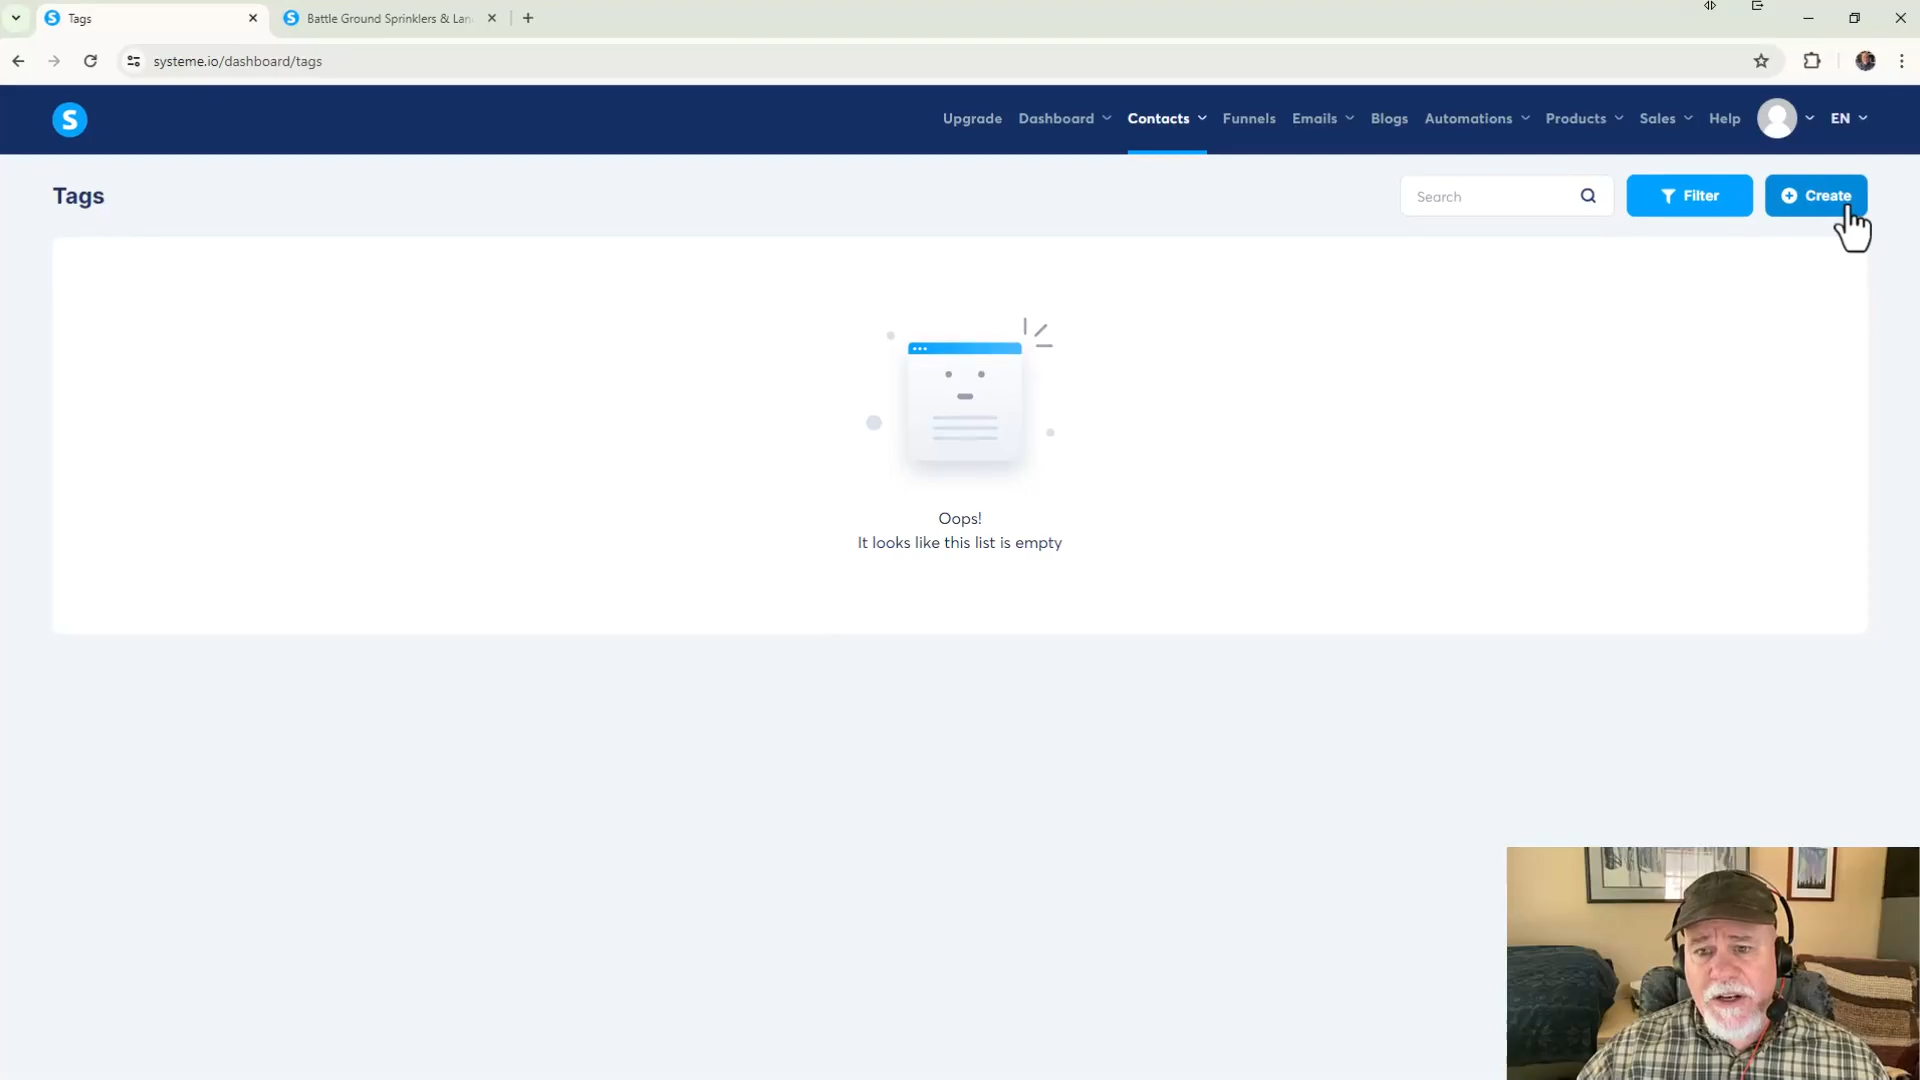 Tags
Battle Ground Sprinklers & Lan
systeme.io/dashboard/tags
S
Upgrade Dashboard Contacts Funnels Emails Blogs Automations Products Sales Help EN
Tags
Search
Filter
Create
Oops!
It looks like this list is empty